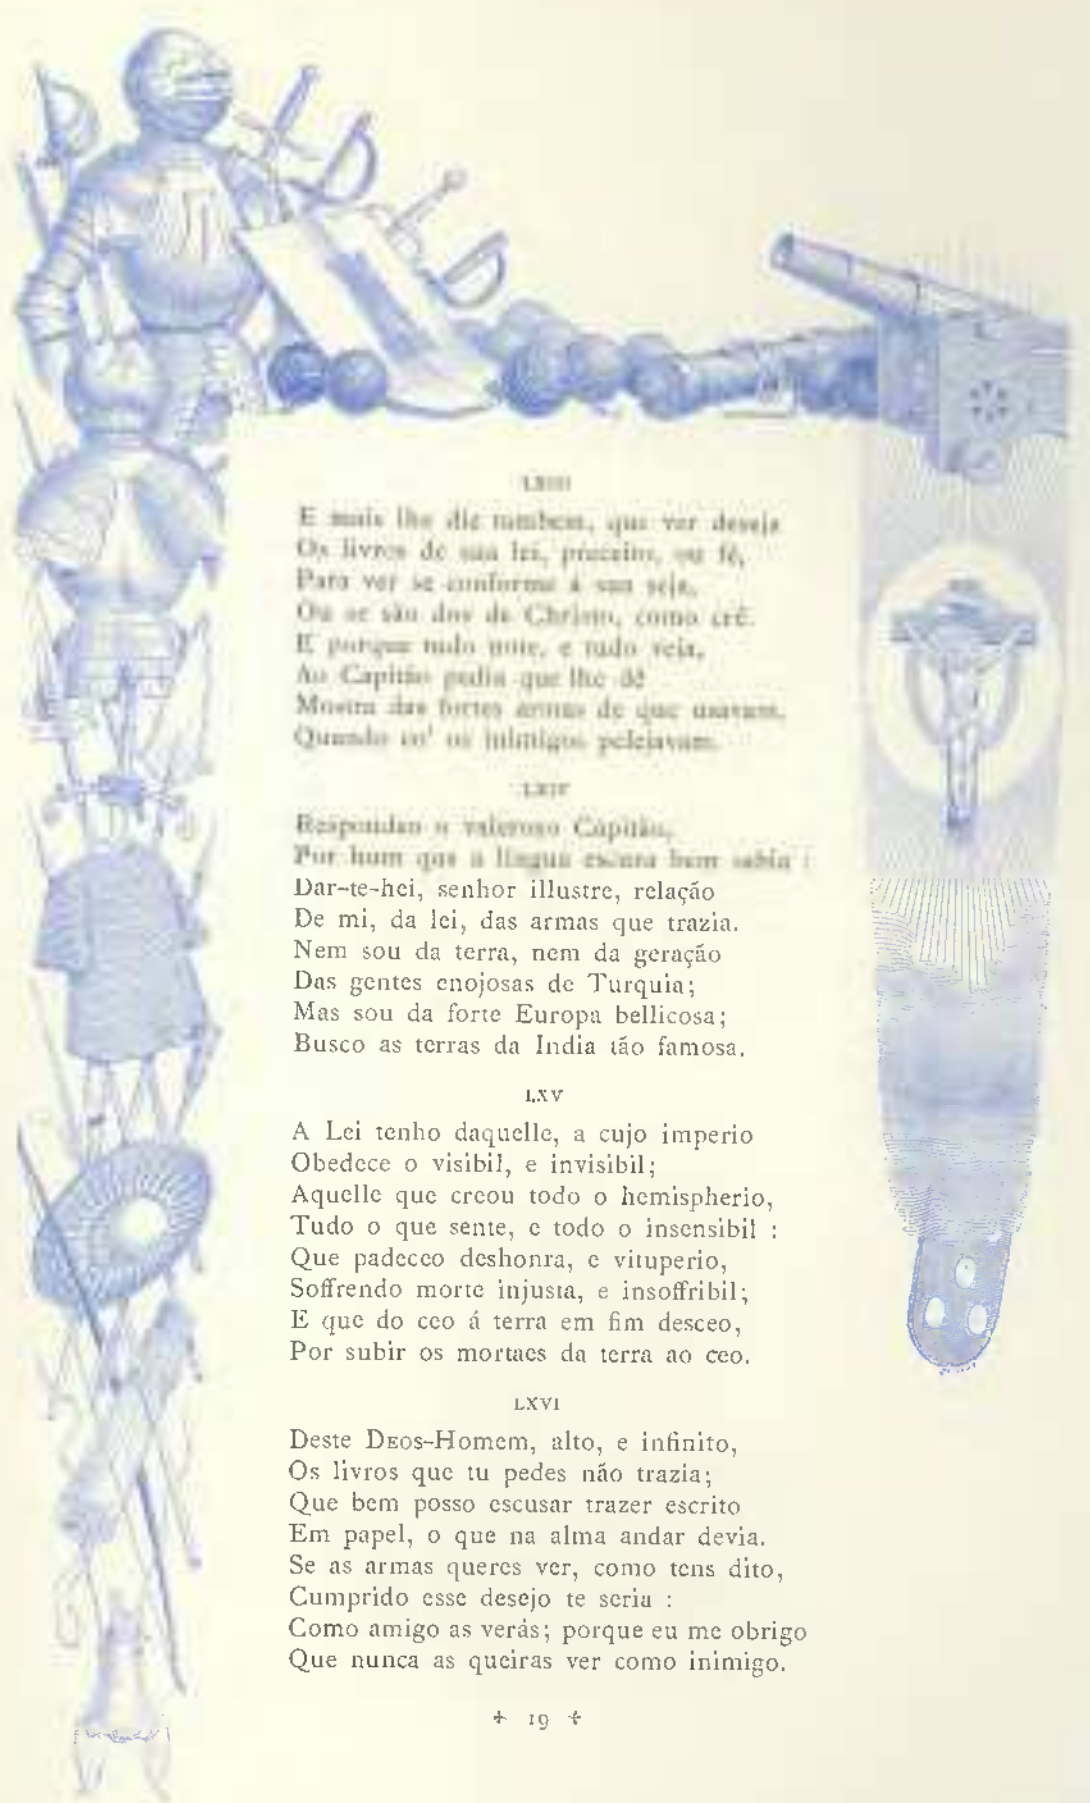 LXIII
E mais lhe diz tambem, que ver deseja
Os livros de sua lei, preceito, ou fé,
Para ver se conforme á sua seja,
Ou se são dos de Christo, como crê.
E porque tudo note, e tudo veja,
Ao Capitão pedia que lhe dê
Mostra das fortes armas de que usavam,
Quando co' os inimigos pelejavam.
LXIV
Responden o valeroso Capitão,
Por hum que a lingua escura bem sabia :
Dar-te-hei, senhor illustre, relação
De mi, da lei, das armas que trazia.
Nem sou da terra, nem da geração
Das gentes enojosas de Turquia;
Mas sou da forte Europa bellicosa;
Busco as terras da India tão famosa.
LXV
A Lei tenho daquelle, a cujo imperio
Obedece o visibil, e invisibil;
Aquelle que creou todo o hemispherio,
Tudo o que sente, e todo o insensibil :
Que padeceo deshonra, e vituperio,
Soffrendo morte injusta, e insoffribil;
E que do ceo á terra em fim desceo,
Por subir os mortaes da terra ao ceo.
LXVI
Deste DEOS-Homem, alto, e infinito,
Os livros que tu pedes não trazia;
Que bem posso escusar trazer escrito
Em papel, o que na alma andar devia.
Se as armas queres ver, como tens dito,
Cumprido esse desejo te seria :
Como amigo as verás; porque eu me obrigo
Que nunca as queiras ver como inimigo.
19